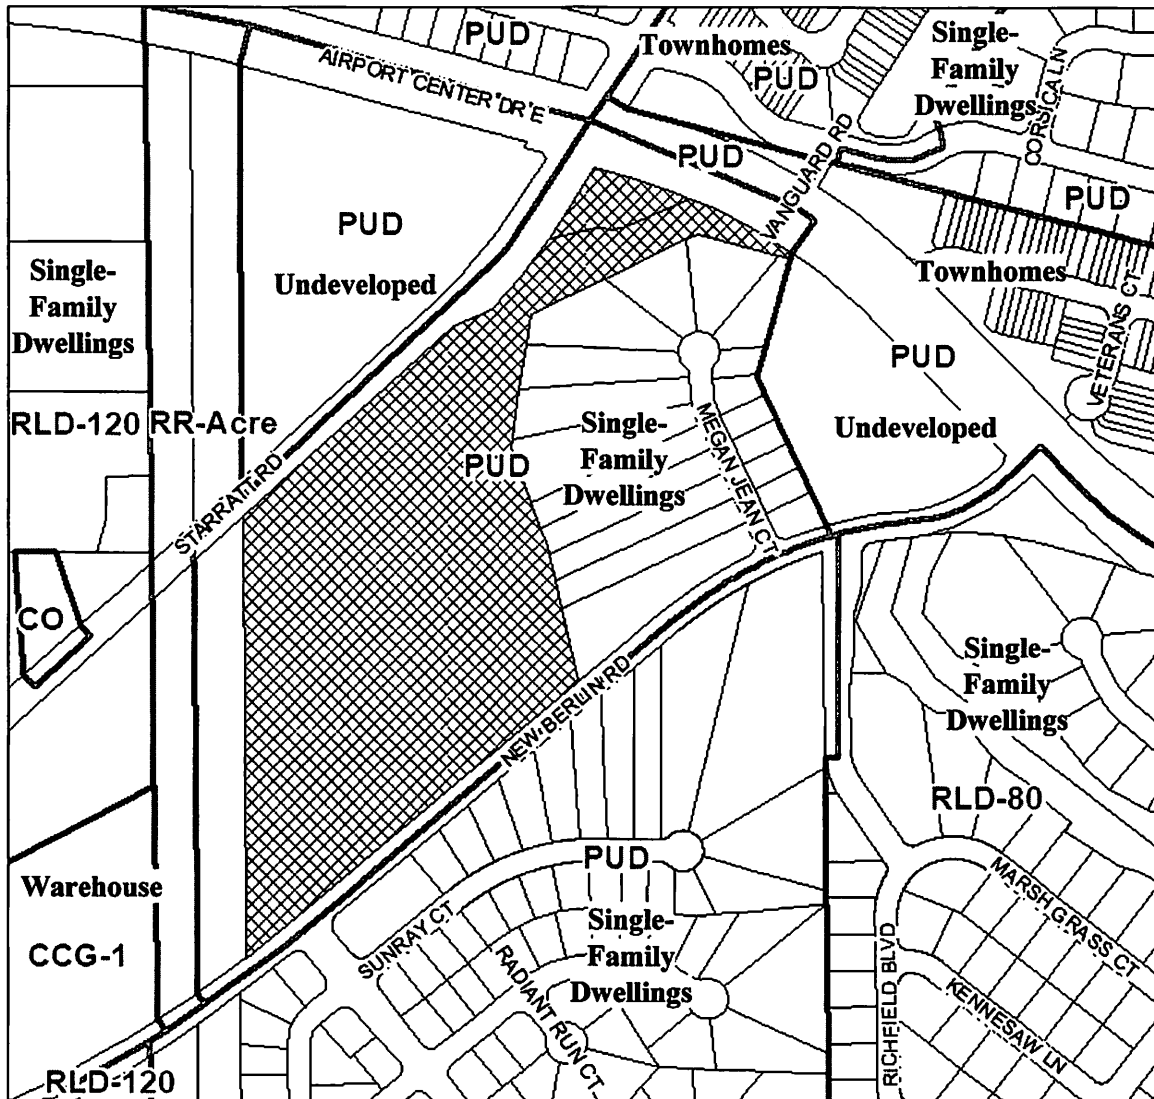 PUD
Townhomes
PUD
Single-
Family
Dwellings
CORSICA LN
AIRPORT CENTER DR E
PUD
VANGUARD RD
PUD
PUD
Undeveloped
Single-
Family
Dwellings
Townhomes
VETERANS CT
PUD
Undeveloped
RLD-120
RR-Acre
STARRATT RD
PUD
Single-
Family
Dwellings
MEGAN JEAN CT
CO
NEW BERLIN RD
Single-
Family
Dwellings
RLD-80
Warehouse
CCG-1
PUD
Single-
Family
Dwellings
SUNRAY CT
RADIANT RUN CT
RICHFIELD BLVD
MARSH GRASS CT
KENNESAW LN
RLD-120